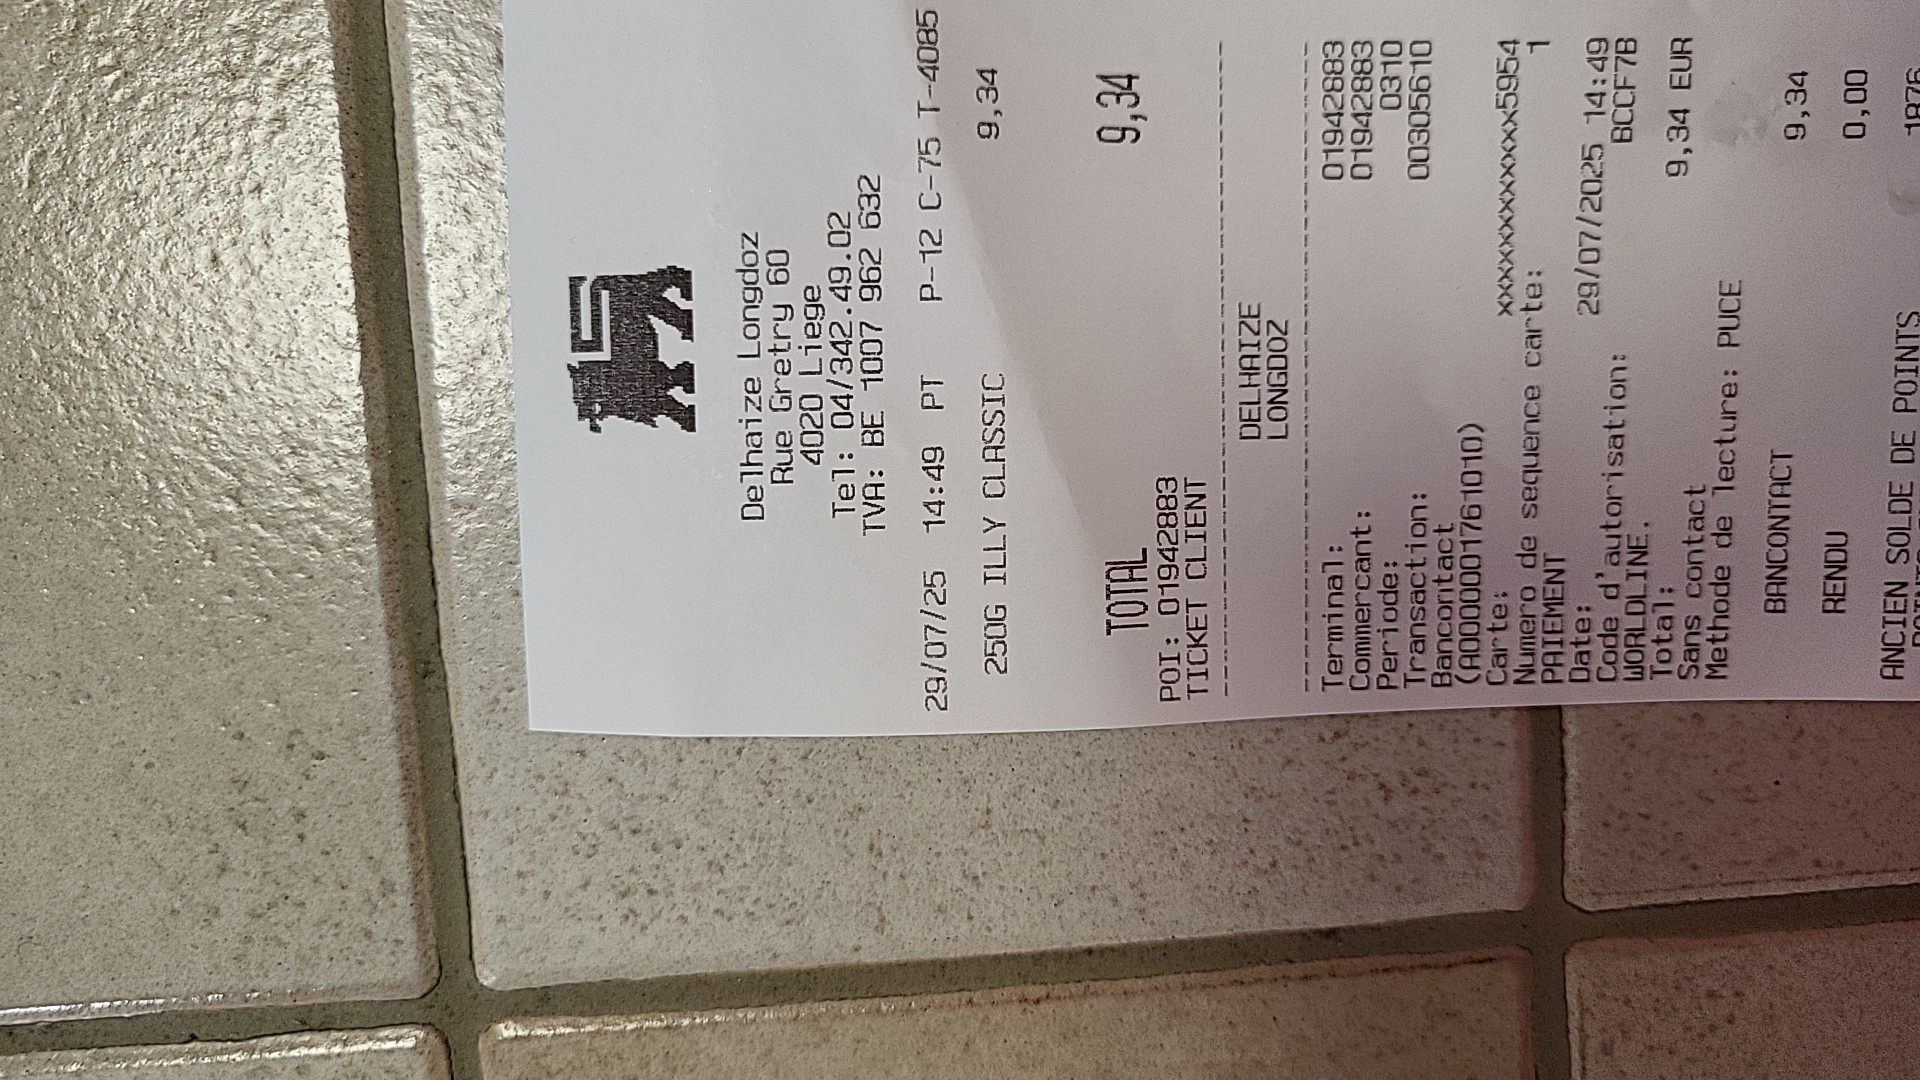 Delhaize Longdoz
Rue Gretry 60
4020 Liege
Tel: 04/342.49.02
TVA: BE 1007 962 632
29/07/25 14:49 PT P-12 C-75 T-4085
250G ILLY CLASSIC 9,34
TOTAL 9,34
POI: 01942883
TICKET CLIENT
DELHAIZE
LONGDOZ
Terminal: 01942883
Commercant: 01942883
Periode: 0310
Transaction: 00305610
Bancontact
(A0000001761010)
Carte: xxxxxxxxxxxxx5954
Numero de sequence carte: 1
PAIEMENT
Date: 29/07/2025 14:49
Code d'autorisation: BCCF7B
WORLDLINE.
Total: 9,34 EUR
Sans contact
Methode de lecture: PUCE
BANCONTACT 9,34
RENDU 0,00
ANCIEN SOLDE DE POINTS